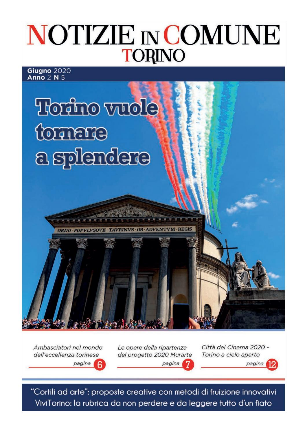 NOTIZIE IN COMUNE
TORINO
Giugno 2020
Anno 2 N 5
Torino vuole
tornare
a splendere
Ambasciatori nel mondo
dell'eccellenza torinese
pagina 6
Le opere della ripartenza
del progetto 2020 Murarte
pagina 7
Città del Cinema 2020 -
Torino a cielo aperto
pagina 12
"Cortili ad arte": proposte creative con metodi di fruizione innovativi
ViviTorino: la rubrica da non perdere e da leggere tutto d'un fiato